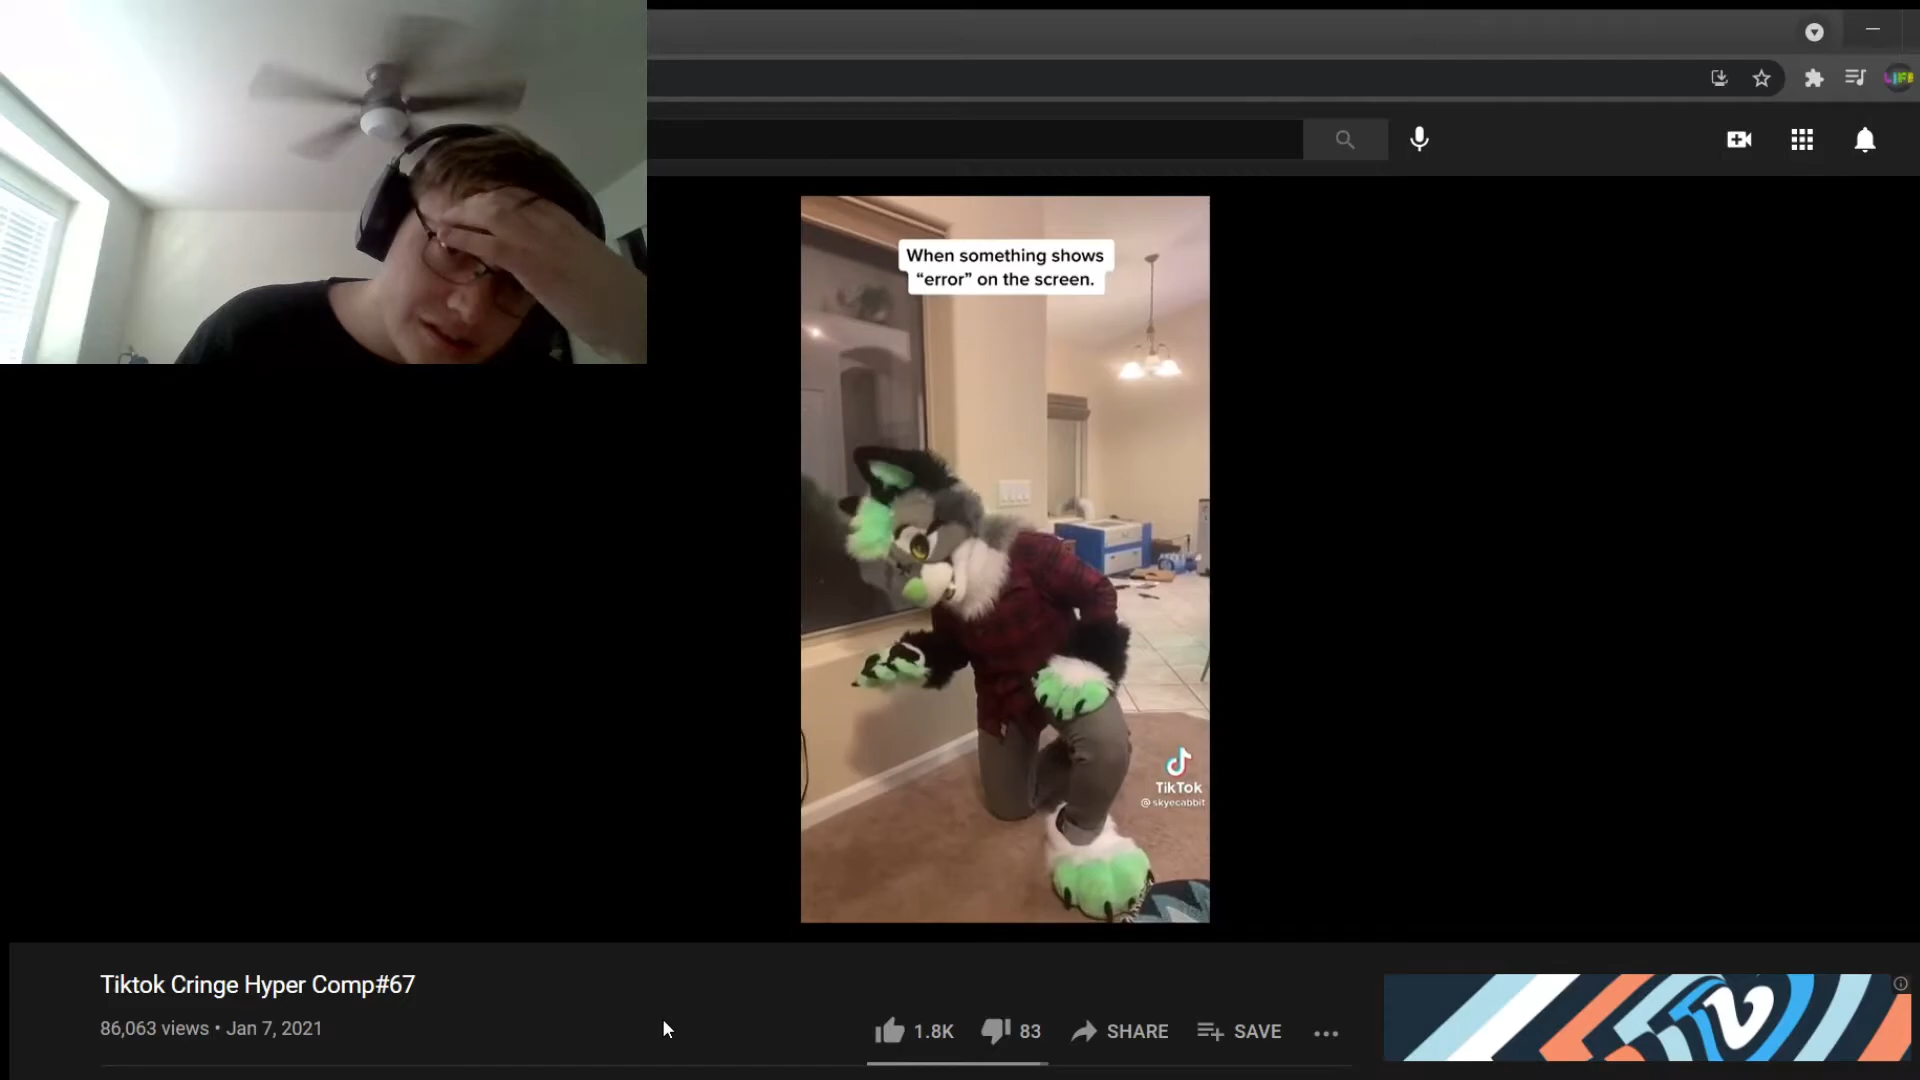 LIFE
When something shows
“error” on the screen.
TikTok
@skyecabbit
Tiktok Cringe Hyper Comp#67
86,063 views • Jan 7, 2021
1.8K
83
SHARE
SAVE